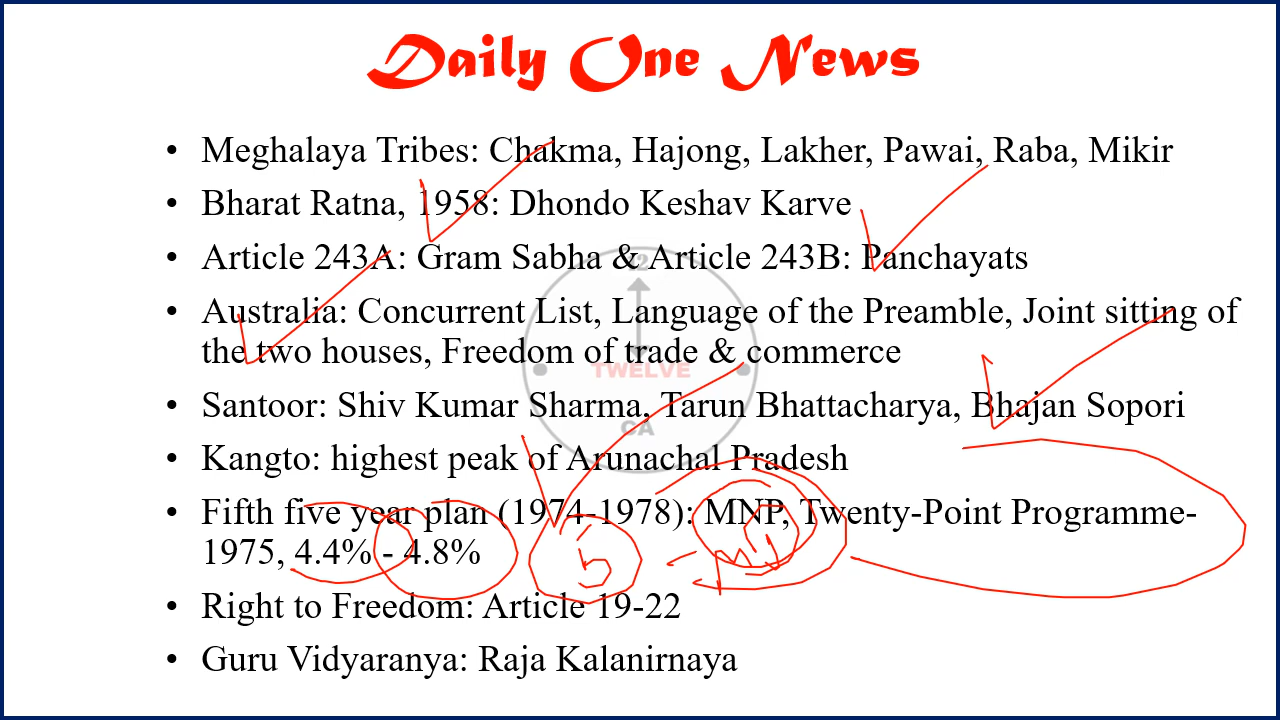 Daily One News
• Meghalaya Tribes: Chakma, Hajong, Lakher, Pawai, Raba, Mikir
• Bharat Ratna, 1958: Dhondo Keshav Karve
• Article 243A: Gram Sabha & Article 243B: Panchayats
• Australia: Concurrent List, Language of the Preamble, Joint sitting of
the two houses, Freedom of trade & commerce
TWELVE
• Santoor: Shiv Kumar Sharma, Tarun Bhattacharya, Bhajan Sopori
CA
• Kangto: highest peak of Arunachal Pradesh
• Fifth five year plan (1974-1978): MNP, Twenty-Point Programme-
1975, 4.4% - 4.8%
5
• Right to Freedom: Article 19-22
• Guru Vidyaranya: Raja Kalanirnaya